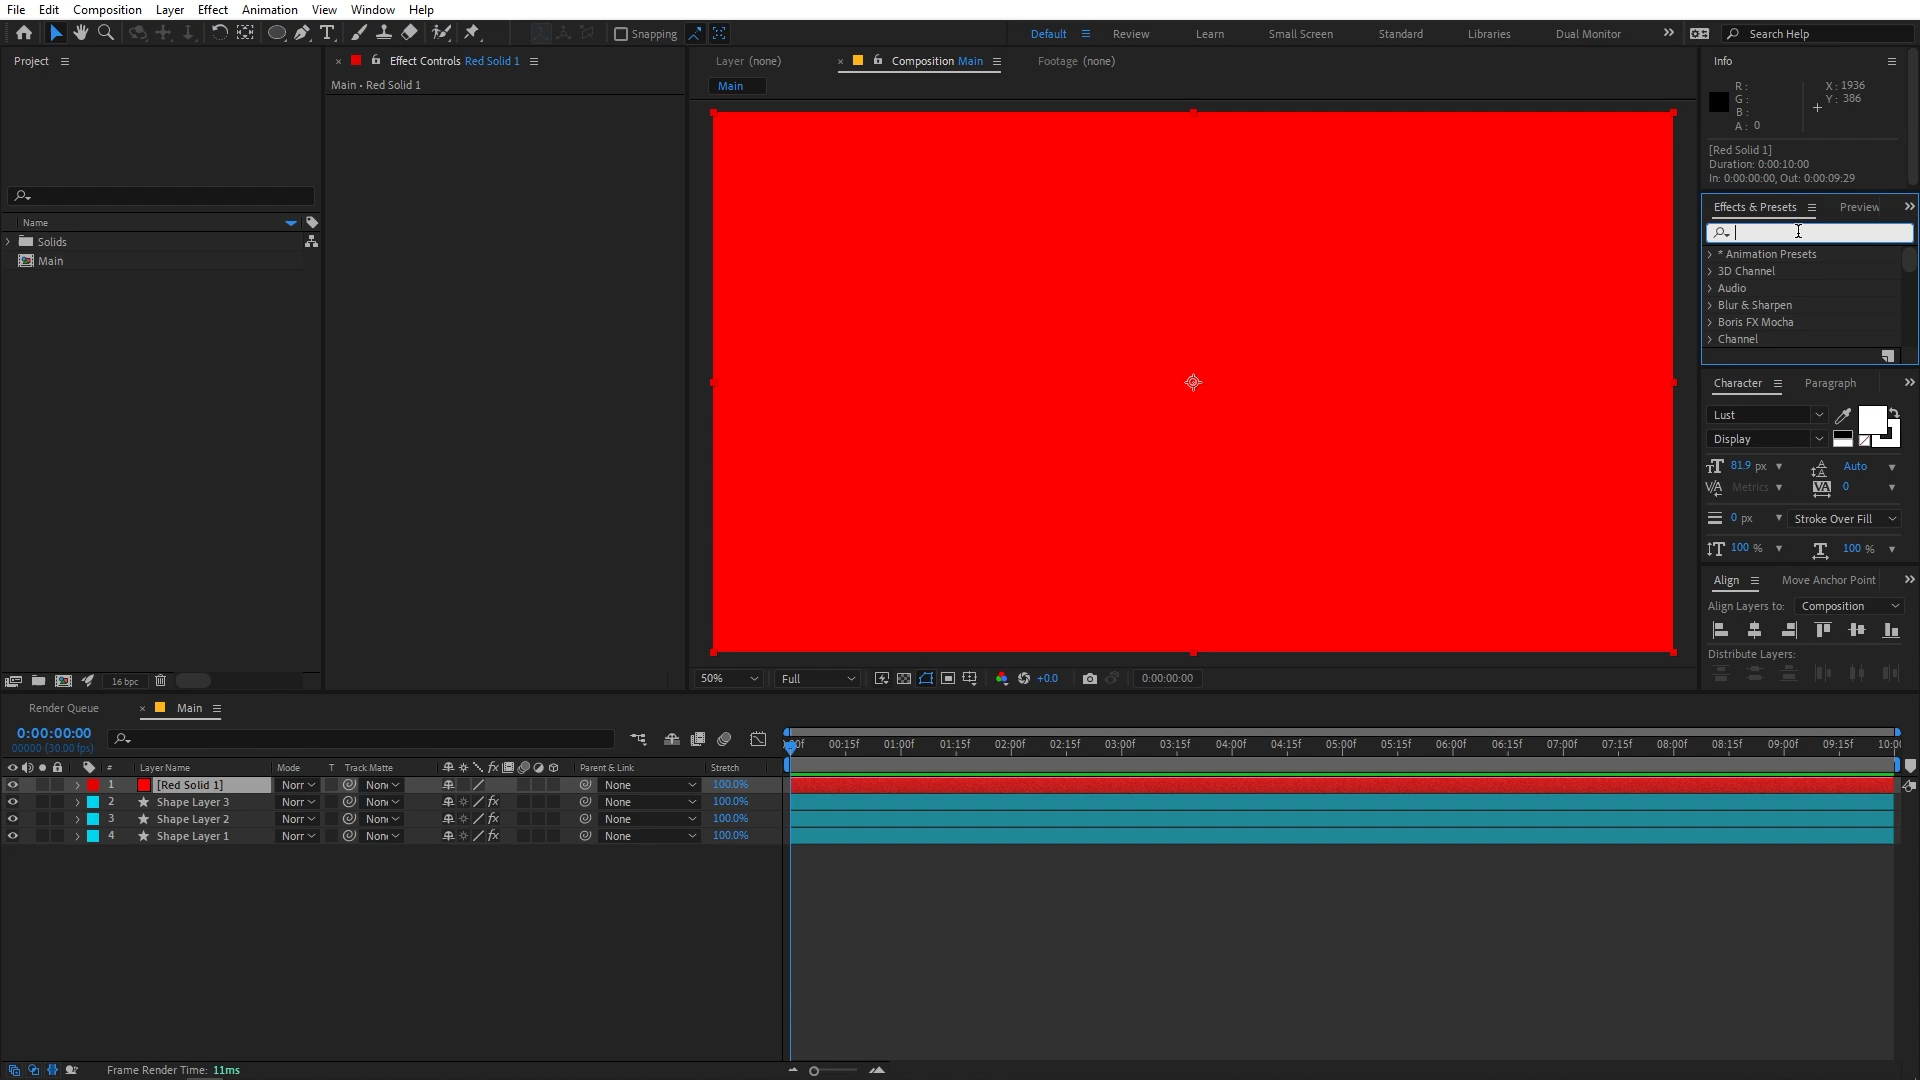 File Edit Composition Layer Effect Animation View Window Help
Snapping
Default Review Learn Small Screen Standard Libraries Dual Monitor Search Help
Project
Effect Controls Red Solid 1
Layer (none)
Composition Main
Footage (none)
Info
Main • Red Solid 1
Main
R :
G :
B :
A : 0
X : 1936
Y : 386
[Red Solid 1]
Duration: 0:00:10:00
In: 0:00:00:00, Out: 0:00:09:29
Effects & Presets Preview
Name
Solids
Main
* Animation Presets
3D Channel
Audio
Blur & Sharpen
Boris FX Mocha
Channel
Character Paragraph
Lust
Display
81.9 px Auto
Metrics 0
0 px Stroke Over Fill
100 % 100 %
Align Move Anchor Point
Align Layers to: Composition
Distribute Layers:
16 bpc
50% Full +0.0 0:00:00:00
Render Queue Main
0:00:00:00
00000 (30.00 fps)
00:15f 01:00f 01:15f 02:00f 02:15f 03:00f 03:15f 04:00f 04:15f 05:00f 05:15f 06:00f 06:15f 07:00f 07:15f 08:00f 08:15f 09:00f 09:15f
# Layer Name Mode T Track Matte fx Parent & Link Stretch
1 [Red Solid 1] Norr None None 100.0%
2 Shape Layer 3 Norr None fx None 100.0%
3 Shape Layer 2 Norr None fx None 100.0%
4 Shape Layer 1 Norr None fx None 100.0%
Frame Render Time: 11ms